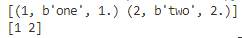 [(1, b'one', 1.) (2, b'two', 2.)]
[1 2]